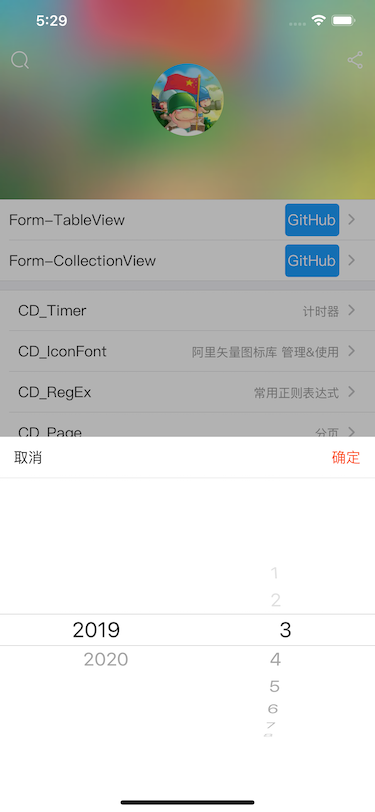 5:29
Form-TableView GitHub
Form-CollectionView GitHub
CD_Timer 计时器
CD_IconFont 阿里矢量图标库 管理&使用
CD_RegEx 常用正则表达式
CD_Page 分页
取消 确定
1
2
2019 3
2020 4
5
6
7
8